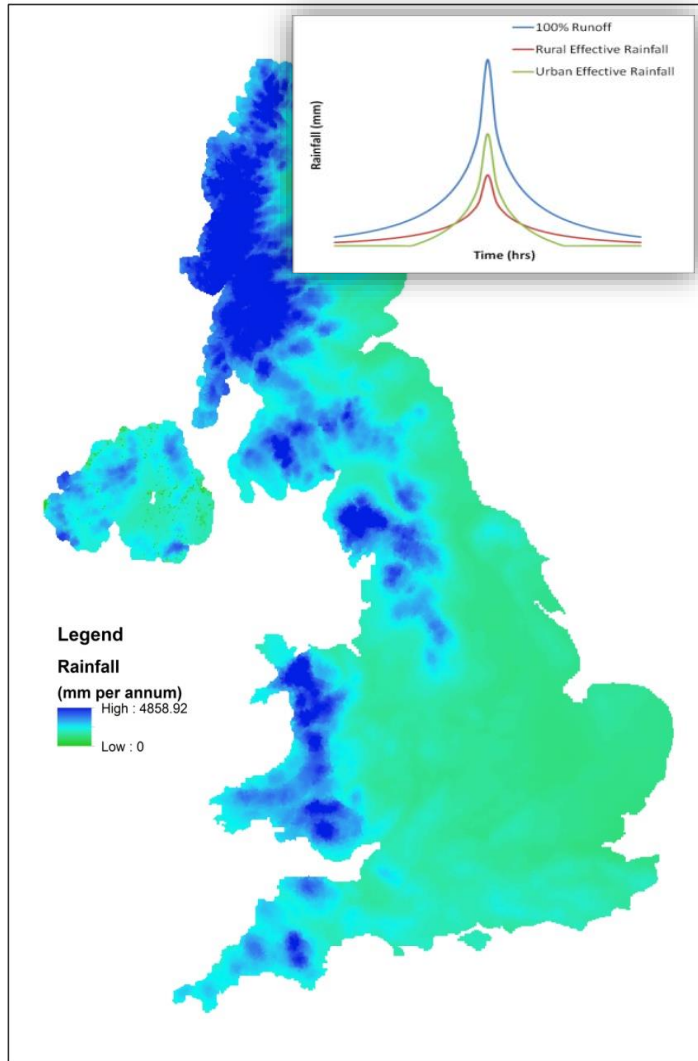 100% Runoff
Rural Effective Rainfall
Urban Effective Rainfall
Rainfall (mm)
Time (hrs)
Legend
Rainfall
(mm per annum)
High : 4858.92
Low : 0